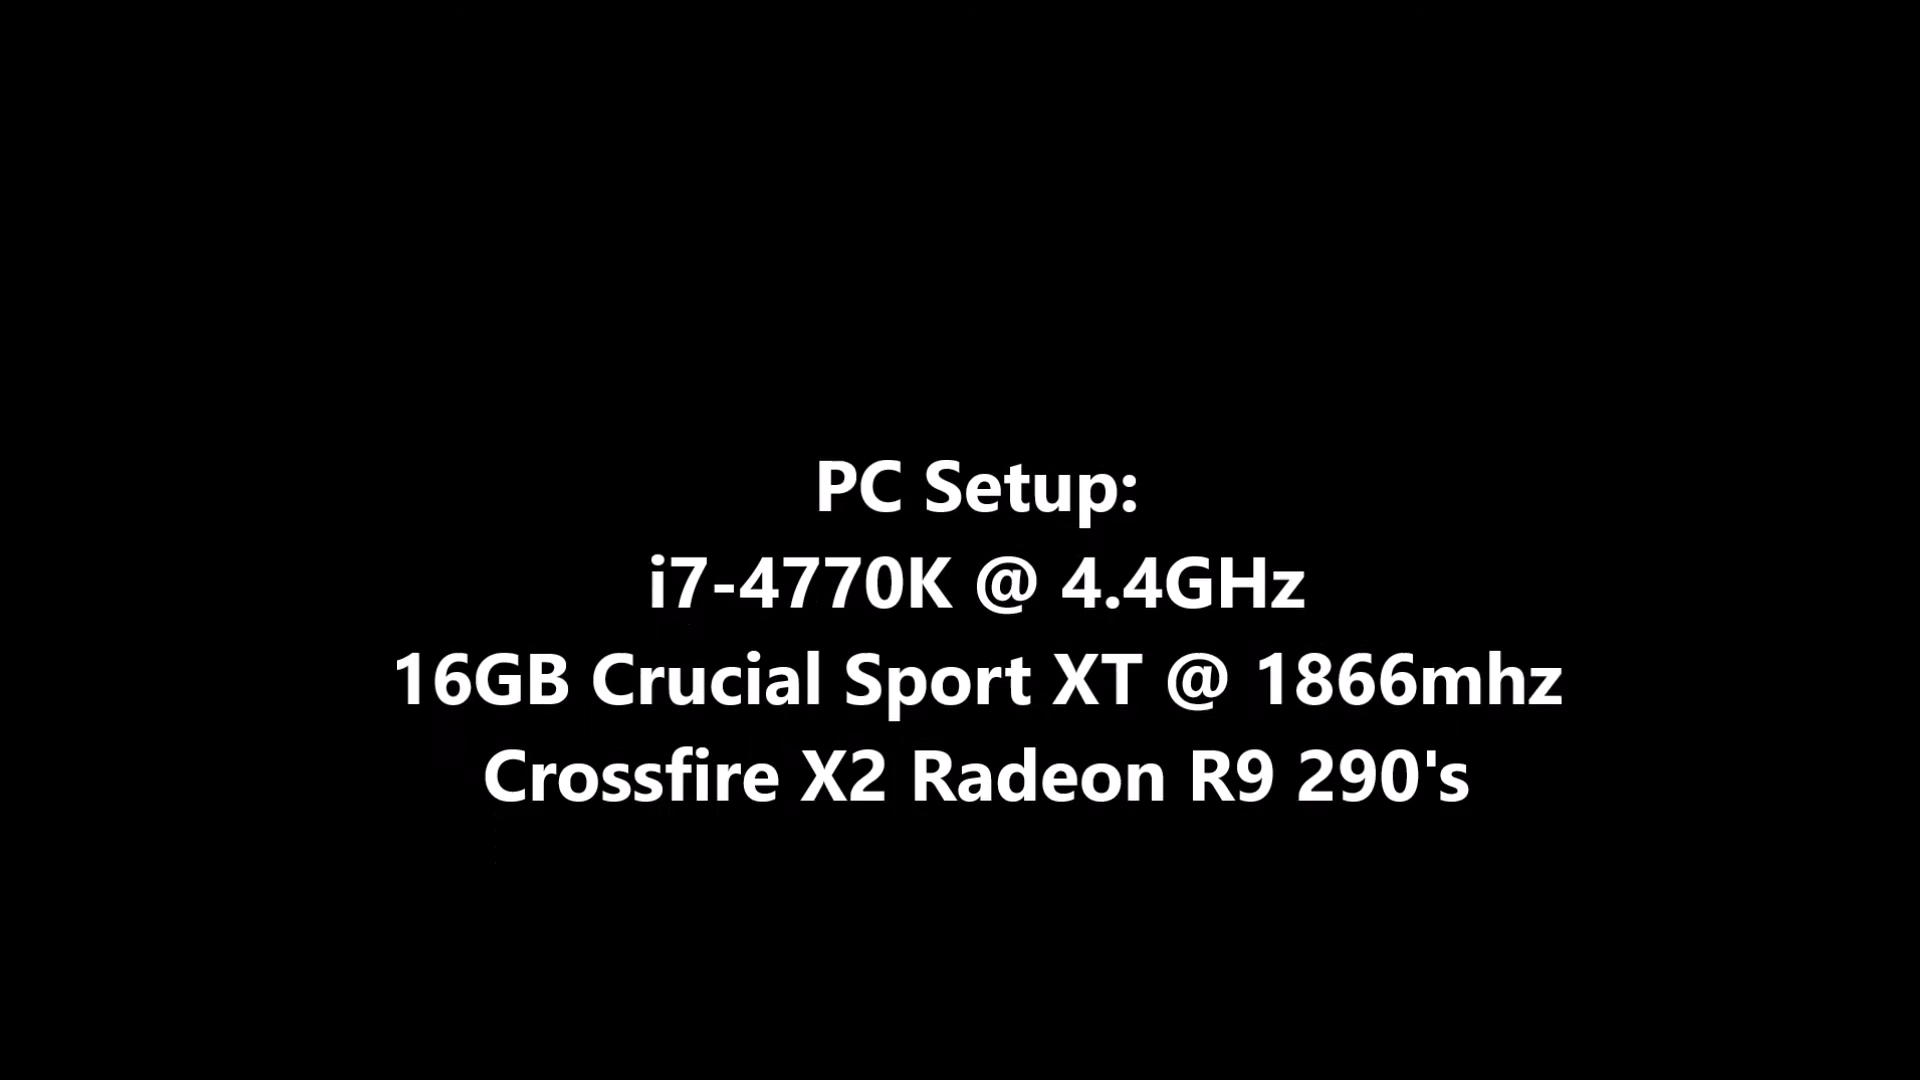 PC Setup:
i7-4770K @ 4.4GHz
16GB Crucial Sport XT @ 1866mhz
Crossfire X2 Radeon R9 290's